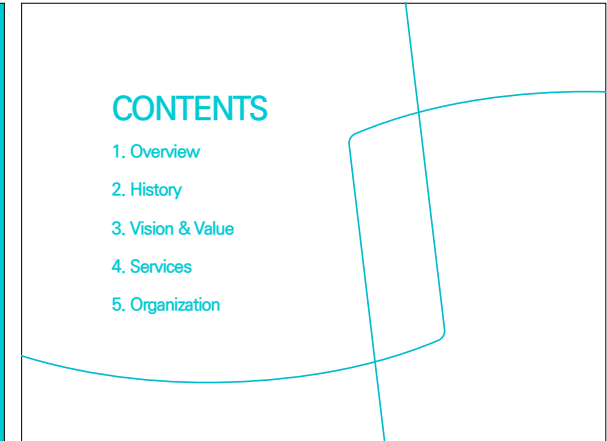 CONTENTS
1. Overview
2. History
3. Vision & Value
4. Services
5. Organization